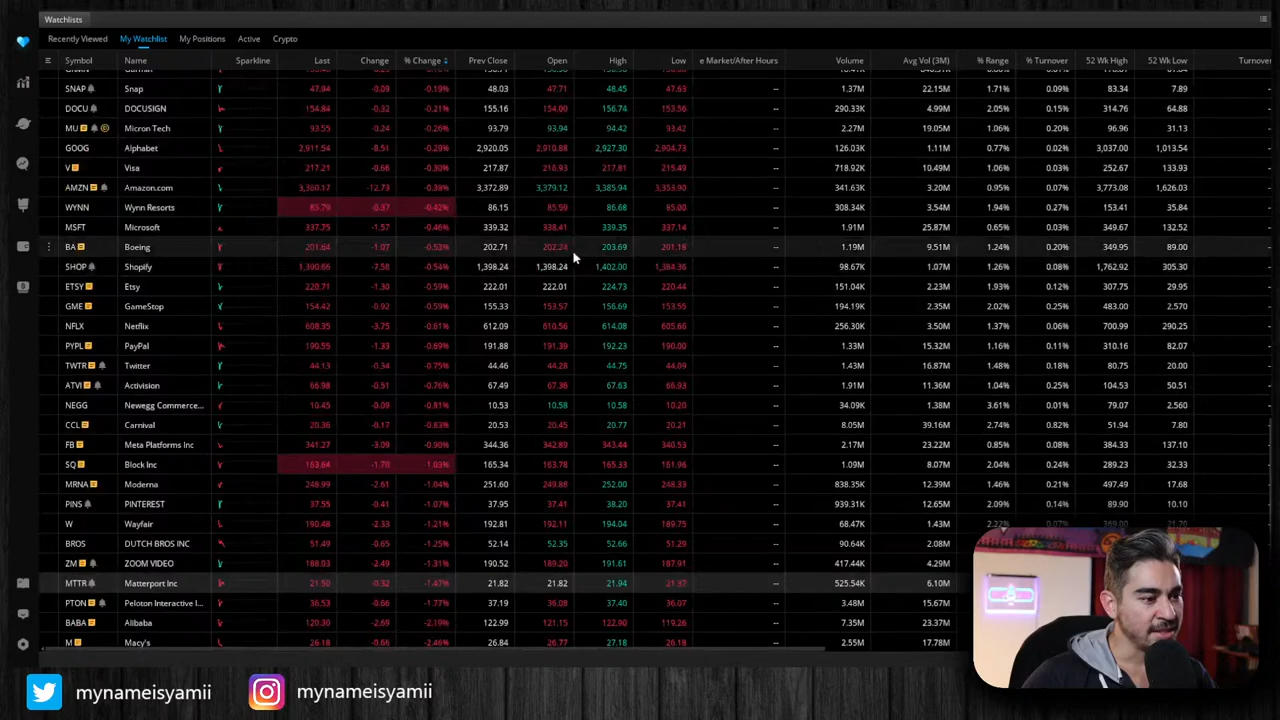 Watchlists
Recently Viewed My Watchlist My Positions Active Crypto
Symbol Name Sparkline Last Change % Change Prev Close Open High Low e Market/After Hours Volume Avg Vol (3M) % Range % Turnover 52 Wk High 52 Wk Low Turnover
SNAP Snap 47.94 -0.09 -0.19% 48.03 47.71 48.45 47.63 -- 1.37M 22.15M 1.71% 0.09% 83.34 7.89 --
DOCU DOCUSIGN 154.84 -0.32 -0.21% 155.16 154.00 156.74 153.56 -- 290.33K 4.99M 2.05% 0.15% 314.76 64.88 --
MU Micron Tech 93.55 -0.24 -0.26% 93.79 93.94 94.42 93.42 -- 2.27M 19.05M 1.06% 0.20% 96.96 31.13 --
GOOG Alphabet 2,911.54 -8.51 -0.29% 2,920.05 2,910.88 2,927.30 2,904.73 -- 126.03K 1.11M 0.77% 0.02% 3,037.00 1,013.54 --
V Visa 217.21 -0.66 -0.30% 217.87 216.93 217.81 215.49 -- 718.92K 10.49M 1.06% 0.04% 252.67 133.93 --
AMZN Amazon.com 3,360.17 -12.73 -0.38% 3,372.89 3,379.12 3,385.94 3,353.90 -- 341.63K 3.20M 0.95% 0.07% 3,773.08 1,626.03 --
WYNN Wynn Resorts 85.79 -0.37 -0.42% 86.15 85.59 86.68 85.00 -- 308.34K 3.54M 1.94% 0.27% 153.41 35.84 --
MSFT Microsoft 337.75 -1.57 -0.46% 339.32 338.41 339.35 337.14 -- 1.91M 25.87M 0.65% 0.03% 349.67 132.52 --
BA Boeing 201.64 -1.07 -0.53% 202.71 202.24 203.69 201.18 -- 1.19M 9.51M 1.24% 0.20% 349.95 89.00 --
SHOP Shopify 1,390.66 -7.58 -0.54% 1,398.24 1,398.24 1,402.00 1,384.36 -- 98.67K 1.07M 1.26% 0.08% 1,762.92 305.30 --
ETSY Etsy 220.71 -1.30 -0.59% 222.01 222.01 224.73 220.44 -- 151.04K 2.38M 1.93% 0.12% 307.75 29.95 --
GME GameStop 154.42 -0.92 -0.59% 155.33 153.57 156.69 153.55 -- 194.19K 2.35M 2.02% 0.25% 483.00 2.570 --
NFLX Netflix 608.35 -3.75 -0.61% 612.09 610.56 614.08 605.66 -- 256.30K 3.50M 1.37% 0.06% 700.99 290.25 --
PYPL PayPal 190.55 -1.33 -0.69% 191.88 191.39 192.23 190.00 -- 1.33M 15.32M 1.16% 0.11% 310.16 82.07 --
TWTR Twitter 44.13 -0.34 -0.75% 44.46 44.28 44.75 44.09 -- 1.41M 16.87M 1.48% 0.18% 80.75 20.00 --
ATVI Activision 66.98 -0.51 -0.76% 67.49 67.36 67.63 66.93 -- 1.91M 11.36M 1.04% 0.25% 104.53 50.51 --
NEGG Newegg Commerce... 10.45 -0.09 -0.81% 10.53 10.58 10.58 10.20 -- 34.09K 1.38M 3.61% 0.01% 79.07 2.560 --
CCL Carnival 20.36 -0.17 -0.83% 20.53 20.45 20.77 20.21 -- 8.05M 39.16M 2.74% 0.82% 51.94 7.80 --
FB Meta Platforms Inc 341.27 -3.09 -0.90% 344.36 342.89 343.44 340.53 -- 2.17M 23.22M 0.85% 0.08% 384.33 137.10 --
SQ Block Inc 163.64 -1.70 -1.03% 165.34 163.78 165.33 161.96 -- 1.09M 8.07M 2.04% 0.24% 289.23 32.33 --
MRNA Moderna 248.99 -2.61 -1.04% 251.60 249.88 252.00 248.33 -- 838.35K 12.39M 1.46% 0.21% 497.49 17.68 --
PINS PINTEREST 37.55 -0.41 -1.07% 37.95 37.41 38.20 37.41 -- 939.31K 12.65M 2.09% 0.14% 89.90 10.10 --
W Wayfair 190.48 -2.33 -1.21% 192.81 192.11 194.04 189.75 -- 68.47K 1.43M 2.22% 0.07% 369.00 21.70
BROS DUTCH BROS INC 51.49 -0.65 -1.25% 52.14 52.35 52.66 51.29 -- 90.64K 2.08M
ZM ZOOM VIDEO 188.03 -2.49 -1.31% 190.52 189.20 191.61 187.91 -- 417.44K 4.29M
MTTR Matterport Inc 21.50 -0.32 -1.47% 21.82 21.82 21.94 21.37 -- 525.54K 6.10M
PTON Peloton Interactive I... 36.53 -0.66 -1.77% 37.19 36.08 37.40 36.07 -- 3.48M 15.67M
BABA Alibaba 120.30 -2.69 -2.19% 122.99 121.15 122.90 119.26 -- 7.35M 23.37M
M Macy's 26.18 -0.66 -2.46% 26.84 26.77 27.18 26.18 -- 2.55M 17.78M
mynameisyamii mynameisyamii